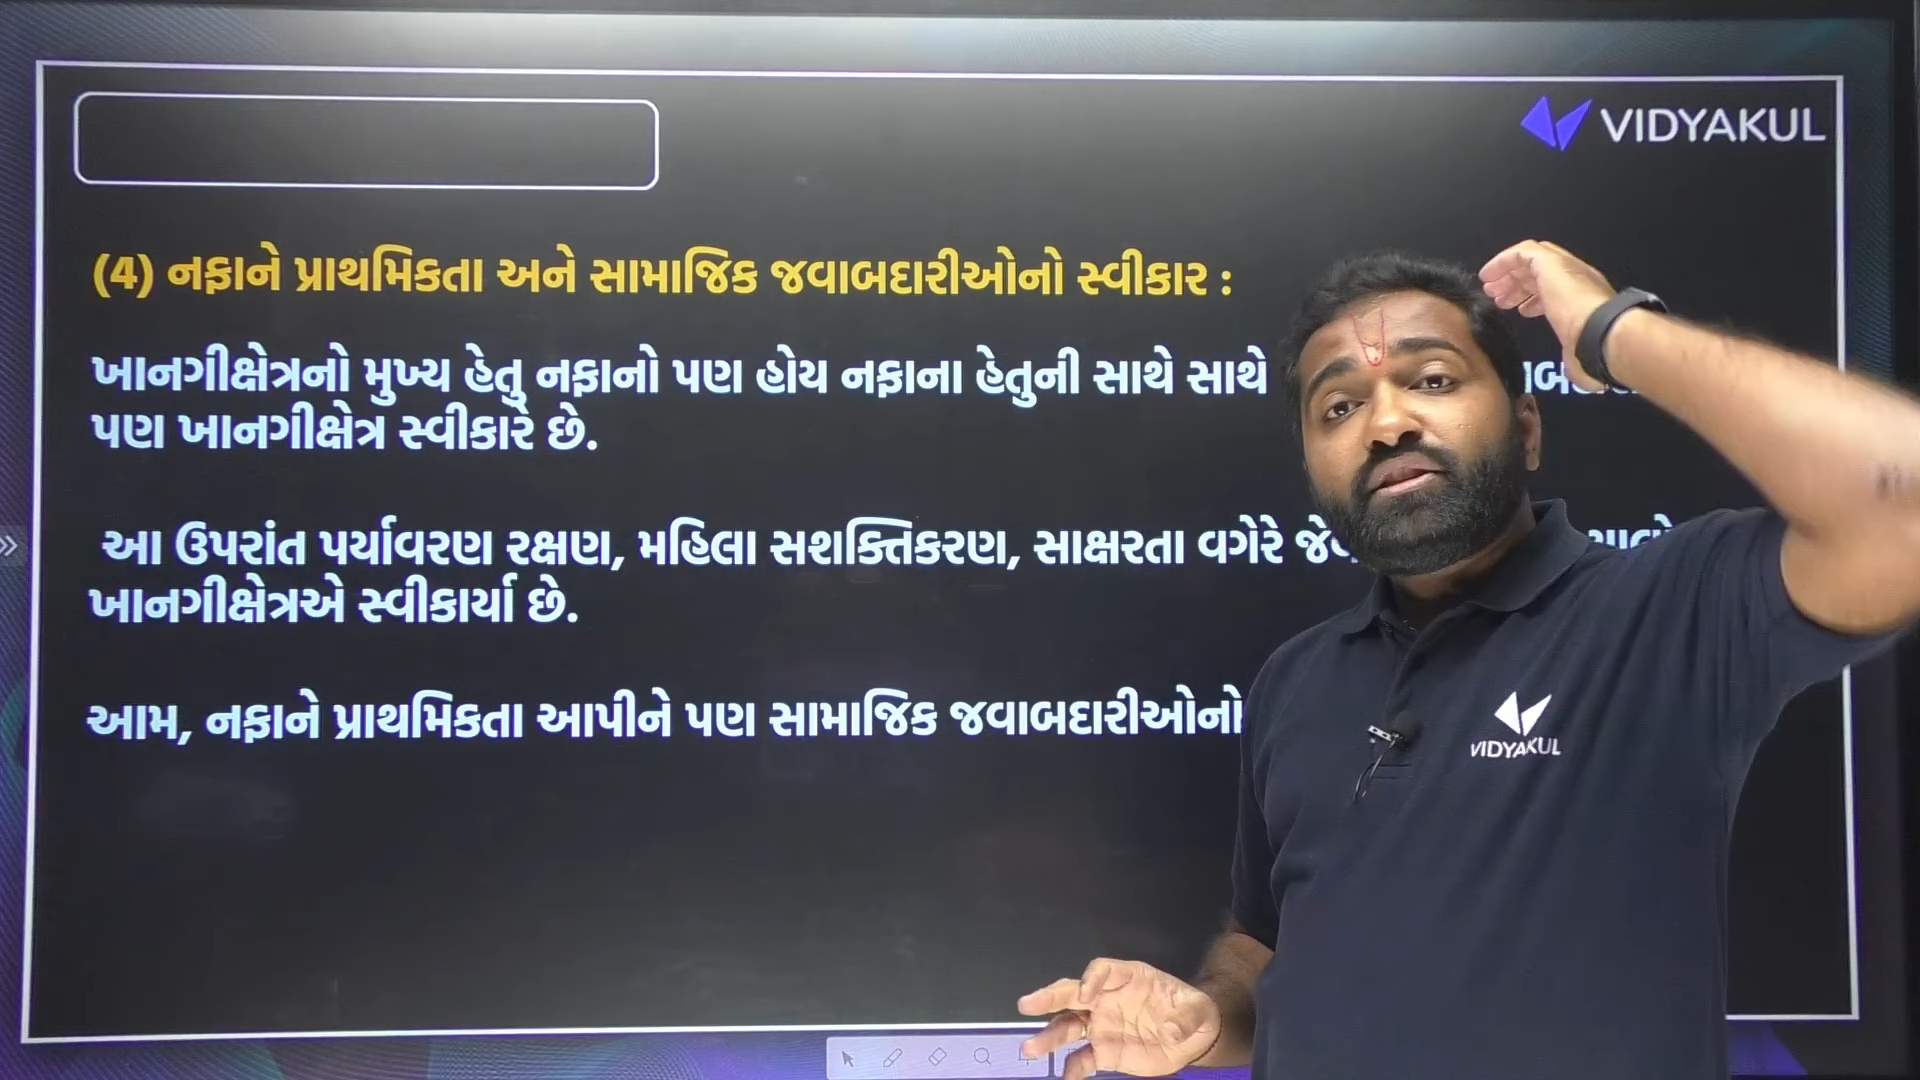 VIDYAKUL
(4) નફાને પ્રાથમિકતા અને સામાજિક જવાબદારીઓનો સ્વીકાર :
ખાનગીક્ષેત્રનો મુખ્ય હેતુ નફાનો પણ હોય નફાના હેતુની સાથે સાથે
પણ ખાનગીક્ષેત્ર સ્વીકારે છે.
આ ઉપરાંત પર્યાવરણ રક્ષણ, મહિલા સશક્તિકરણ, સાક્ષરતા વગેરે
ખાનગીક્ષેત્રએ સ્વીકાર્યા છે.
આમ, નફાને પ્રાથમિકતા આપીને પણ સામાજિક જવાબદારીઓનો
VIDYAKUL